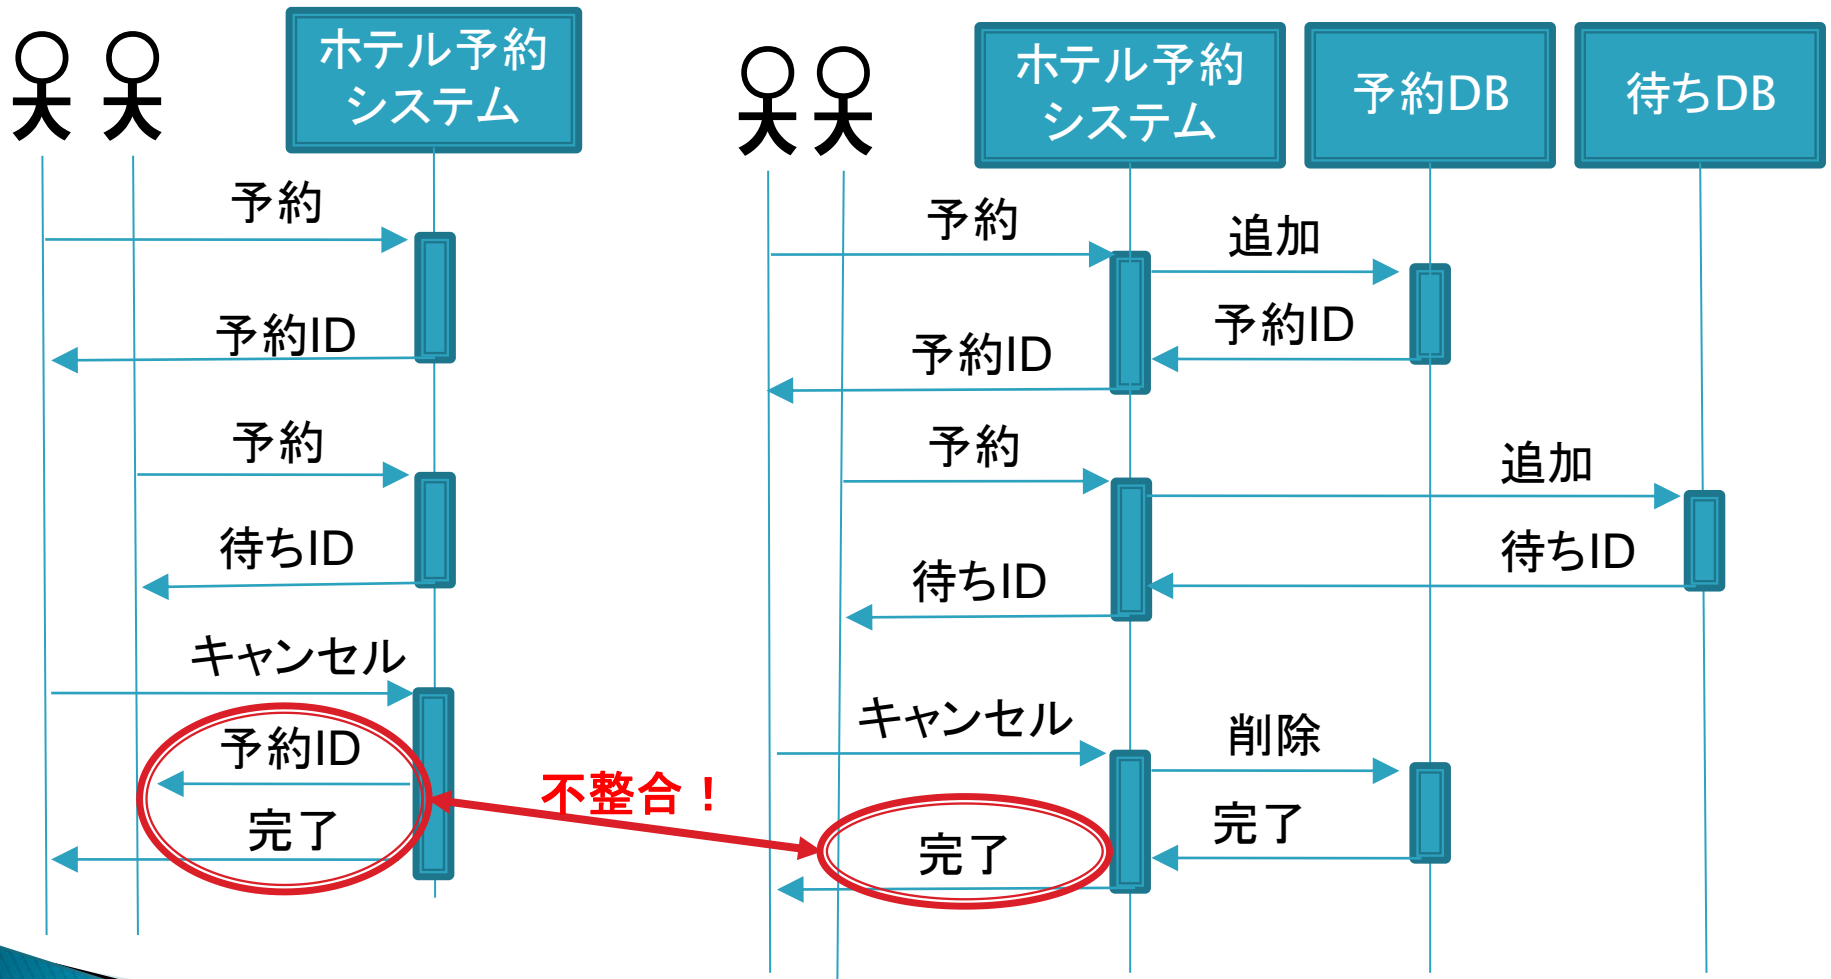 ホテル予約
システム
予約
予約ID
予約
待ちID
キャンセル
予約ID
完了
不整合！
ホテル予約
システム
予約DB
待ちDB
予約
追加
予約ID
予約ID
予約
追加
待ちID
待ちID
キャンセル
削除
完了
完了